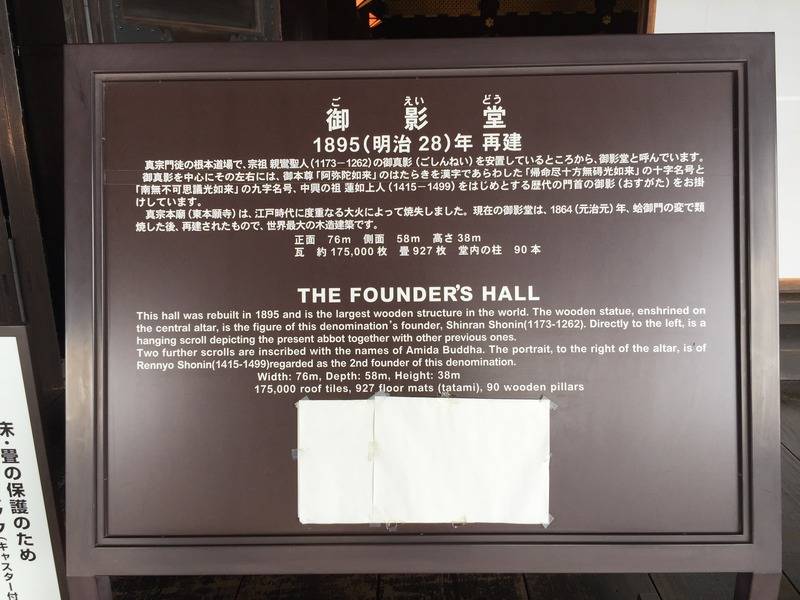 ご えい どう
御 影 堂
1895(明治 28)年 再建
真宗門徒の根本道場で、宗祖 親鸞聖人(1173－1262)の御真影(ごしんねい)を安置しているところから、御影堂と呼んでいます。
御真影を中心にその左右には、御本尊「阿弥陀如来」のはたらきを漢字であらわした「帰命尽十方無碍光如来」の十字名号と
「南無不可思議光如来」の九字名号、中興の祖 蓮如上人(1415－1499)をはじめとする歴代の門首の御影(おすがた)をお掛
けしています。
真宗本廟(東本願寺)は、江戸時代に度重なる大火によって焼失しました。現在の御影堂は、1864(元治元)年、蛤御門の変で類
焼した後、再建されたもので、世界最大の木造建築です。
正面 76m 側面 58m 高さ38m
瓦 約175,000枚 畳927枚 堂内の柱 90本
THE FOUNDER'S HALL
This hall was rebuilt in 1895 and is the largest wooden structure in the world. The wooden statue, enshrined on
the central altar, is the figure of this denomination's founder, Shinran Shonin(1173-1262). Directly to the left, is a
hanging scroll depicting the present abbot together with other previous ones.
Two further scrolls are inscribed with the names of Amida Buddha. The portrait, to the right of the altar, is of
Rennyo Shonin(1415-1499)regarded as the 2nd founder of this denomination.
Width: 76m, Depth: 58m, Height: 38m
175,000 roof tiles, 927 floor mats (tatami), 90 wooden pillars
床・畳の保護のため
(キャスター付